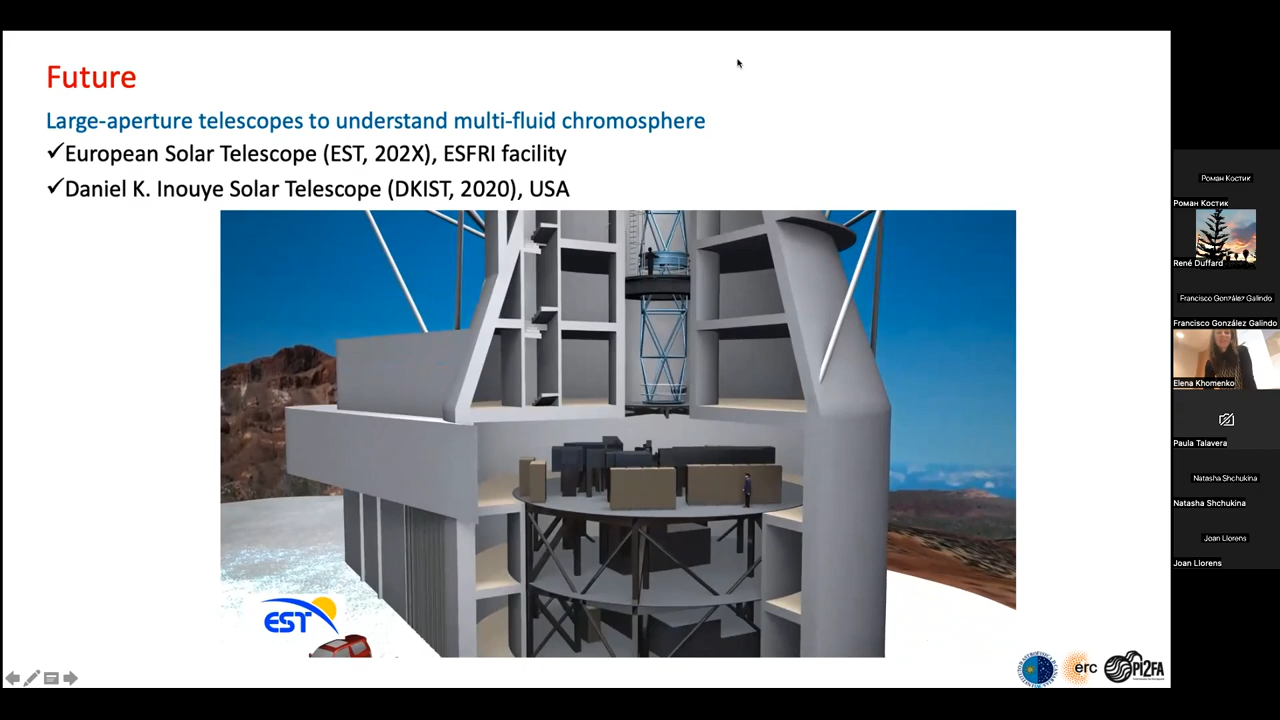 Future
Large-aperture telescopes to understand multi-fluid chromosphere
✓European Solar Telescope (EST, 202X), ESFRI facility
✓Daniel K. Inouye Solar Telescope (DKIST, 2020), USA
EST
erc
PI2FA
Роман Костик
Роман Костик
René Duffard
Francisco González Galindo
Francisco González Galindo
Elena Khomenko
Paula Talavera
Natasha Shchukina
Natasha Shchukina
Joan Llorens
Joan Llorens